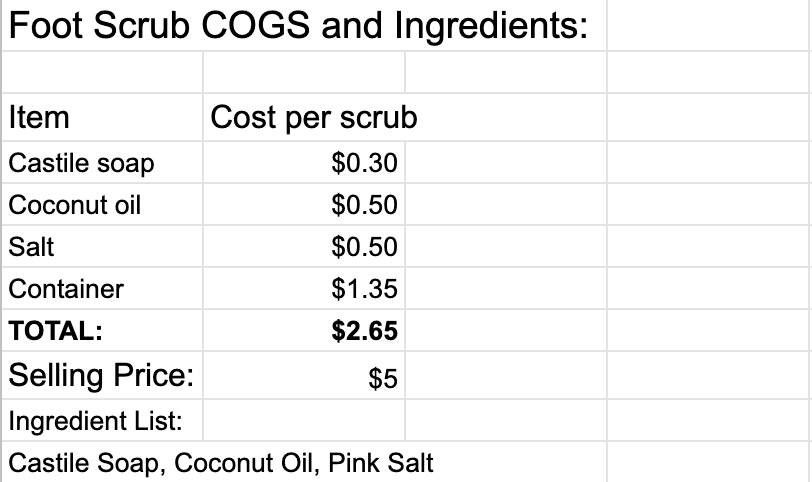 Foot Scrub COGS and Ingredients:
Item Cost per scrub
Castile soap $0.30
Coconut oil $0.50
Salt $0.50
Container $1.35
TOTAL: $2.65
Selling Price: $5
Ingredient List:
Castile Soap, Coconut Oil, Pink Salt